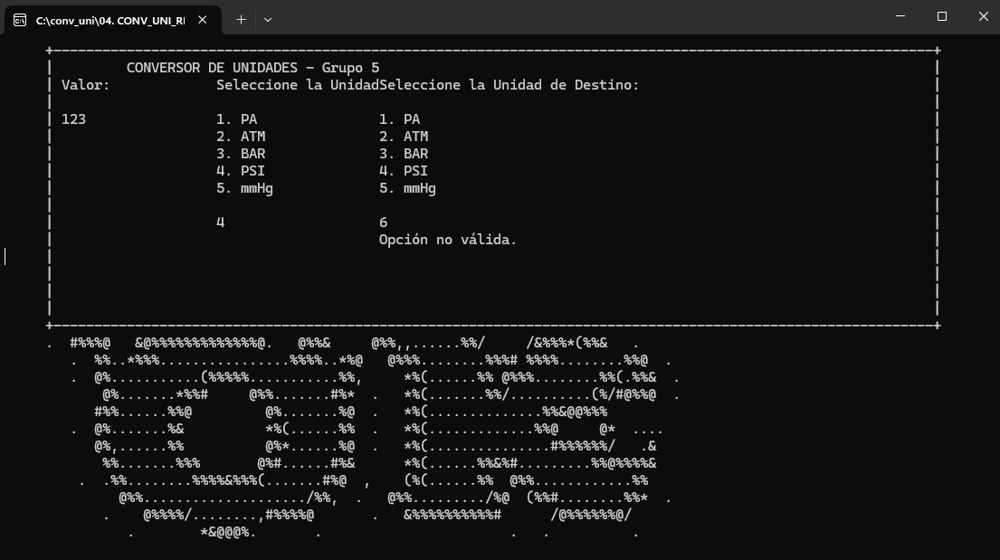 C:\conv_uni\04. CONV_UNI_RI
CONVERSOR DE UNIDADES - Grupo 5
Valor: Seleccione la UnidadSeleccione la Unidad de Destino:
123 1. PA 1. PA
2. ATM 2. ATM
3. BAR 3. BAR
4. PSI 4. PSI
5. mmHg 5. mmHg
4 6
Opción no válida.